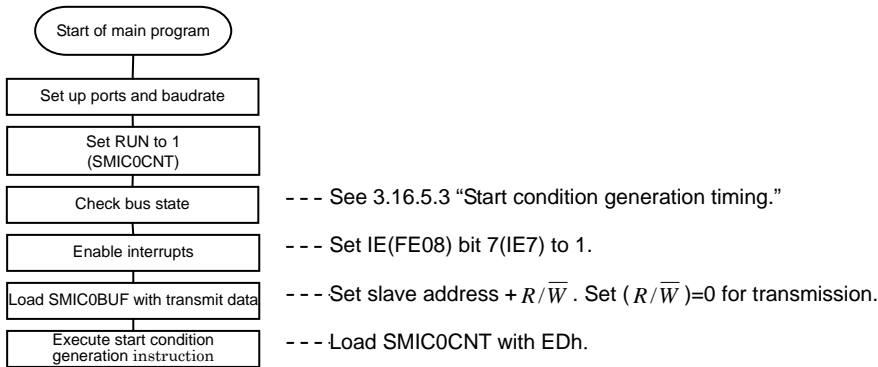 Start of main program
Set up ports and baudrate
Set RUN to 1
(SMIC0CNT)
Check bus state
--- See 3.16.5.3 “Start condition generation timing.”
Enable interrupts
--- Set IE(FE08) bit 7(IE7) to 1.
Load SMIC0BUF with transmit data
--- Set slave address + R/W̅ . Set ( R/W̅ )=0 for transmission.
Execute start condition
generation instruction
--- Load SMIC0CNT with EDh.